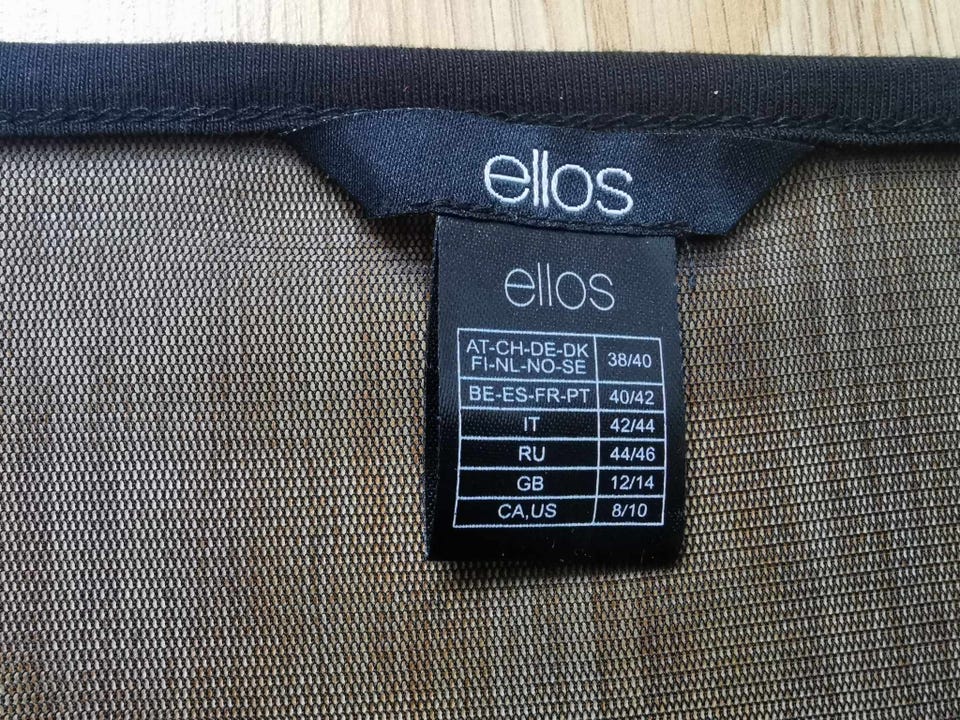 ellos
ellos
AT-CH-DE-DK
FI-NL-NO-SE 38/40
BE-ES-FR-PT 40/42
IT 42/44
RU 44/46
GB 12/14
CA,US 8/10